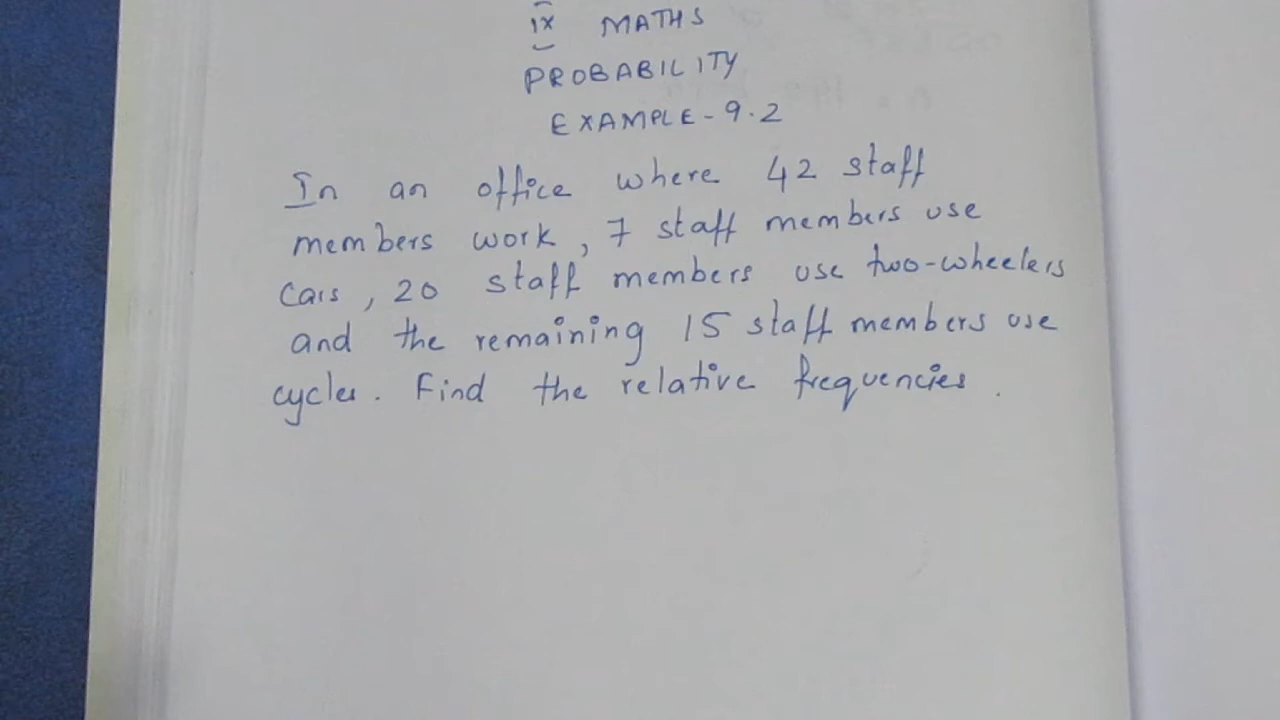 IX MATHS
PROBABILITY
EXAMPLE - 9.2
In an office where 42 staff
members work, 7 staff members use
cars, 20 staff members use two-wheelers
and the remaining 15 staff members use
cycles. Find the relative frequencies.